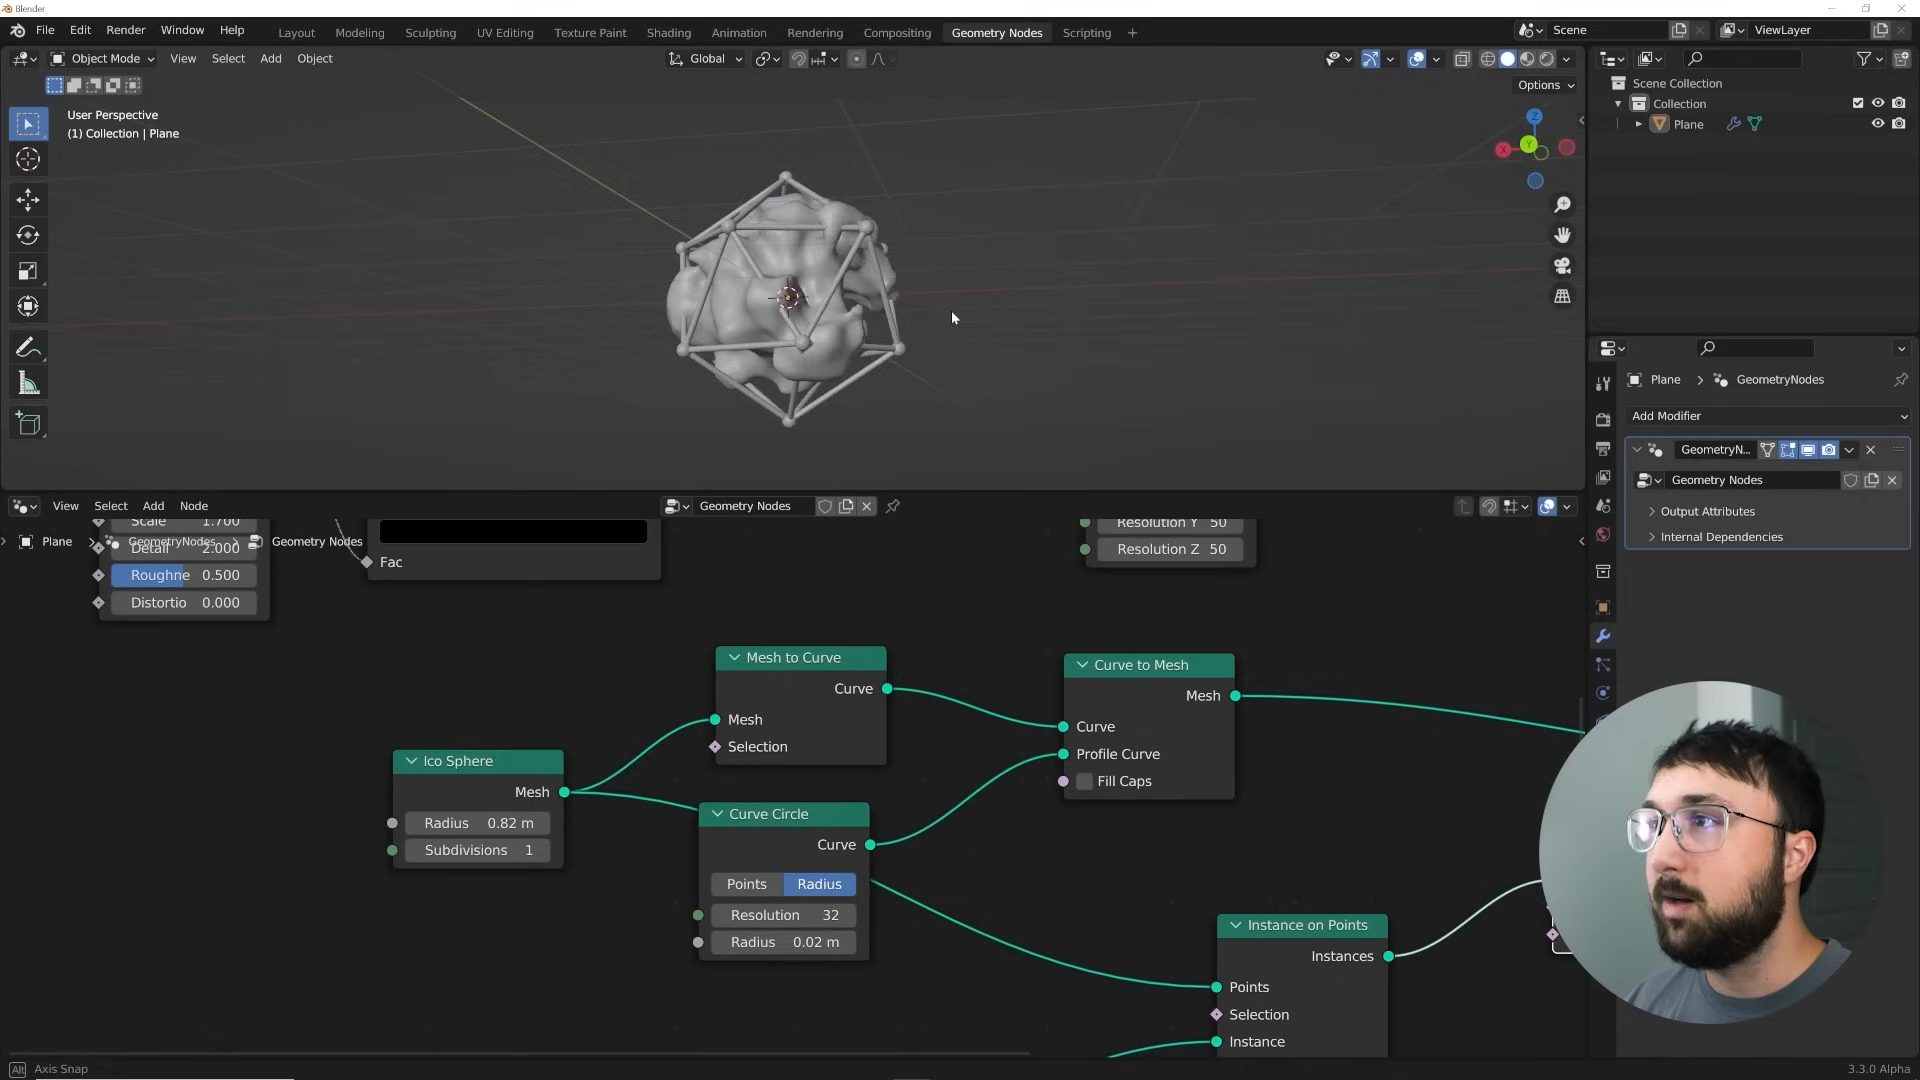 Blender
File Edit Render Window Help
Layout Modeling Sculpting UV Editing Texture Paint Shading Animation Rendering Compositing Geometry Nodes Scripting +
Scene
ViewLayer
Object Mode View Select Add Object
Global
Options
User Perspective
(1) Collection | Plane
Z
Y
X
Scene Collection
Collection
Plane
Plane > GeometryNodes
Add Modifier
GeometryN...
Geometry Nodes
Output Attributes
Internal Dependencies
View Select Add Node
Geometry Nodes
Plane > GeometryNodes > Geometry Nodes
Scale 1.700
Detail 2.000
Roughne 0.500
Distortio 0.000
Fac
Resolution Y 50
Resolution Z 50
Mesh to Curve
Curve
Mesh
Selection
Curve to Mesh
Mesh
Curve
Profile Curve
Fill Caps
Ico Sphere
Mesh
Radius 0.82 m
Subdivisions 1
Curve Circle
Curve
Points Radius
Resolution 32
Radius 0.02 m
Instance on Points
Instances
Points
Selection
Instance
Alt Axis Snap
3.3.0 Alpha